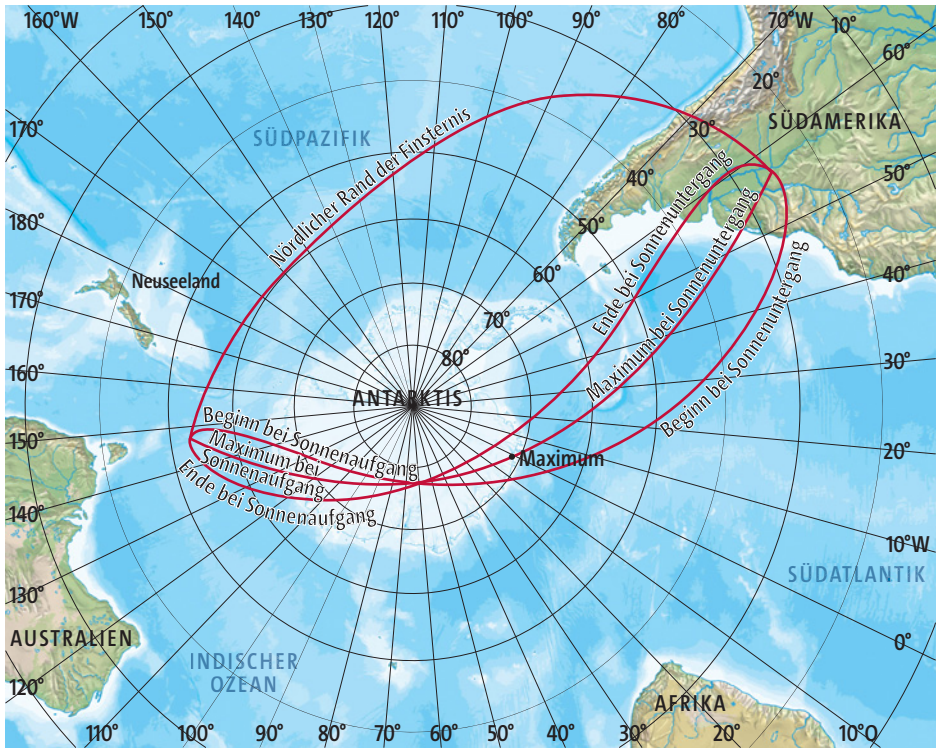 160°W
150°
140°
130°
120°
110°
100°
90°
80°
70°W
10°
60°
20°
SÜDAMERIKA
30°
170°
SÜDPAZIFIK
Nördlicher Rand der Finsternis
40°
50°
180°
50°
60°
Neuseeland
40°
170°
70°
Ende bei Sonnenuntergang
Maximum bei Sonnenuntergang
Beginn bei Sonnenuntergang
80°
30°
160°
ANTARKTIS
150°
Beginn bei Sonnenaufgang
Maximum bei
Sonnenaufgang
Ende bei Sonnenaufgang
Maximum
20°
140°
10°W
SÜDATLANTIK
130°
AUSTRALIEN
0°
INDISCHER
OZEAN
120°
AFRIKA
110°
100°
90°
80°
70°
60°
50°
40°
30°
20°
10°O